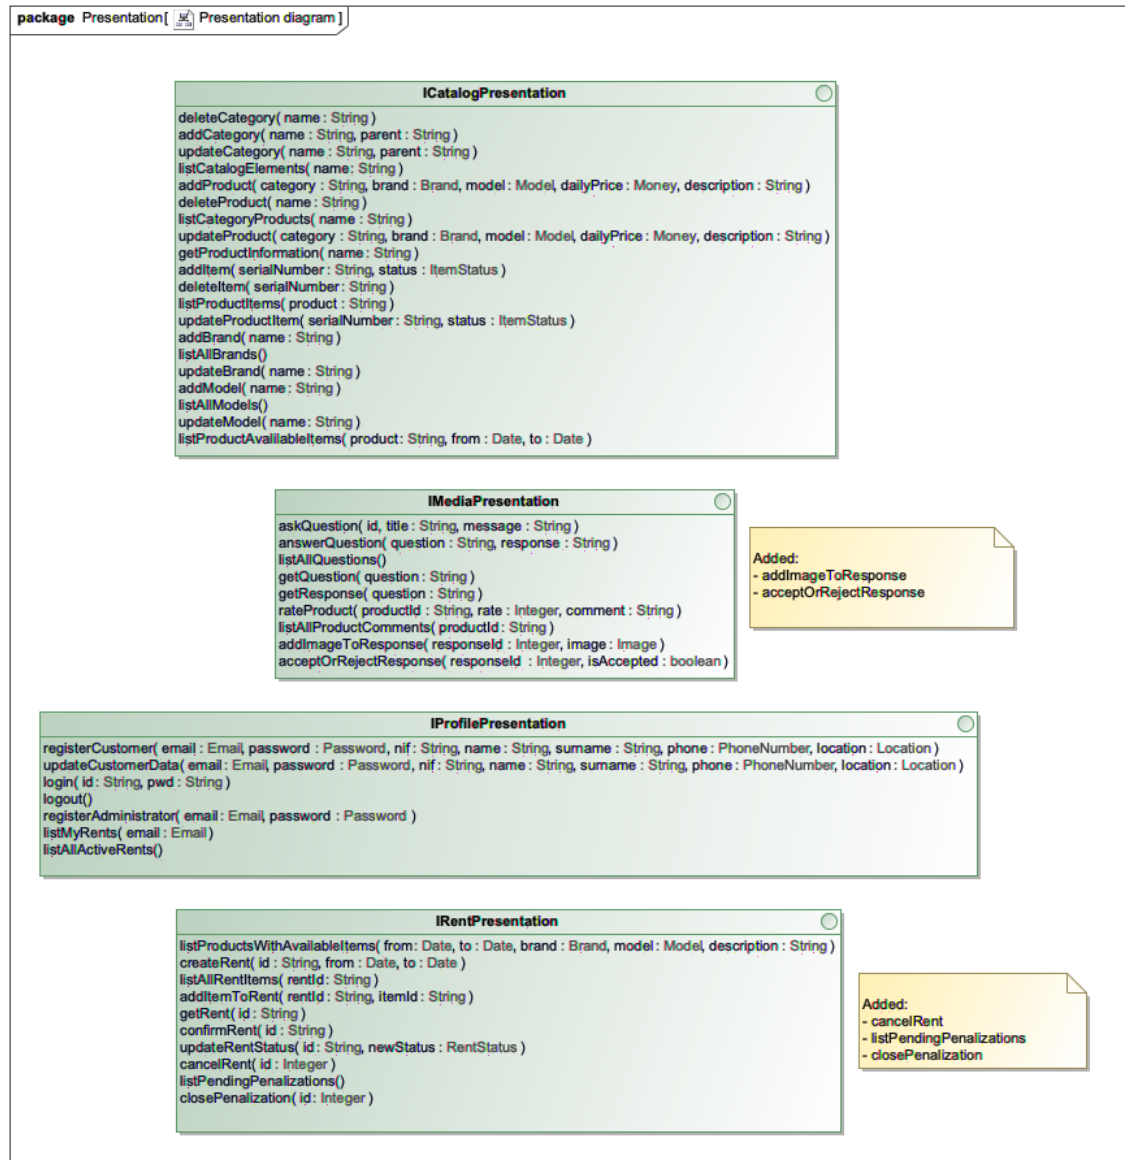 package Presentation[ Presentation diagram ]
ICatalogPresentation
deleteCategory( name : String )
addCategory( name : String, parent : String )
updateCategory( name : String, parent : String )
listCatalogElements( name: String )
addProduct( category : String, brand : Brand, model : Model, dailyPrice : Money, description : String )
deleteProduct( name : String )
listCategoryProducts( name : String )
updateProduct( category : String, brand : Brand, model : Model, dailyPrice : Money, description : String )
getProductInformation( name : String )
addItem( serialNumber : String, status : ItemStatus )
deleteItem( serialNumber : String )
listProductItems( product : String )
updateProductItem( serialNumber : String, status : ItemStatus )
addBrand( name : String )
listAllBrands()
updateBrand( name : String )
addModel( name : String )
listAllModels()
updateModel( name : String )
listProductAvalilableItems( product : String, from : Date, to : Date )
IMediaPresentation
askQuestion( id, title : String, message : String )
answerQuestion( question : String, response : String )
listAllQuestions()
getQuestion( question : String )
getResponse( question : String )
rateProduct( productId : String, rate : Integer, comment : String )
listAllProductComments( productId : String )
addImageToResponse( responseId : Integer, image : Image )
acceptOrRejectResponse( responseId : Integer, isAccepted : boolean )
Added:
- addImageToResponse
- acceptOrRejectResponse
IProfilePresentation
registerCustomer( email : Email, password : Password, nif : String, name : String, surname : String, phone : PhoneNumber, location : Location )
updateCustomerData( email : Email, password : Password, nif : String, name : String, surname : String, phone : PhoneNumber, location : Location )
login( id : String, pwd : String )
logout()
registerAdministrator( email : Email, password : Password )
listMyRents( email : Email )
listAllActiveRents()
IRentPresentation
listProductsWithAvailableItems( from : Date, to : Date, brand : Brand, model : Model, description : String )
createRent( id : String, from : Date, to : Date )
listAllRentItems( rentId : String )
addItemToRent( rentId : String, itemId : String )
getRent( id : String )
confirmRent( id : String )
updateRentStatus( id : String, newStatus : RentStatus )
cancelRent( id : Integer )
listPendingPenalizations()
closePenalization( id : Integer )
Added:
- cancelRent
- listPendingPenalizations
- closePenalization